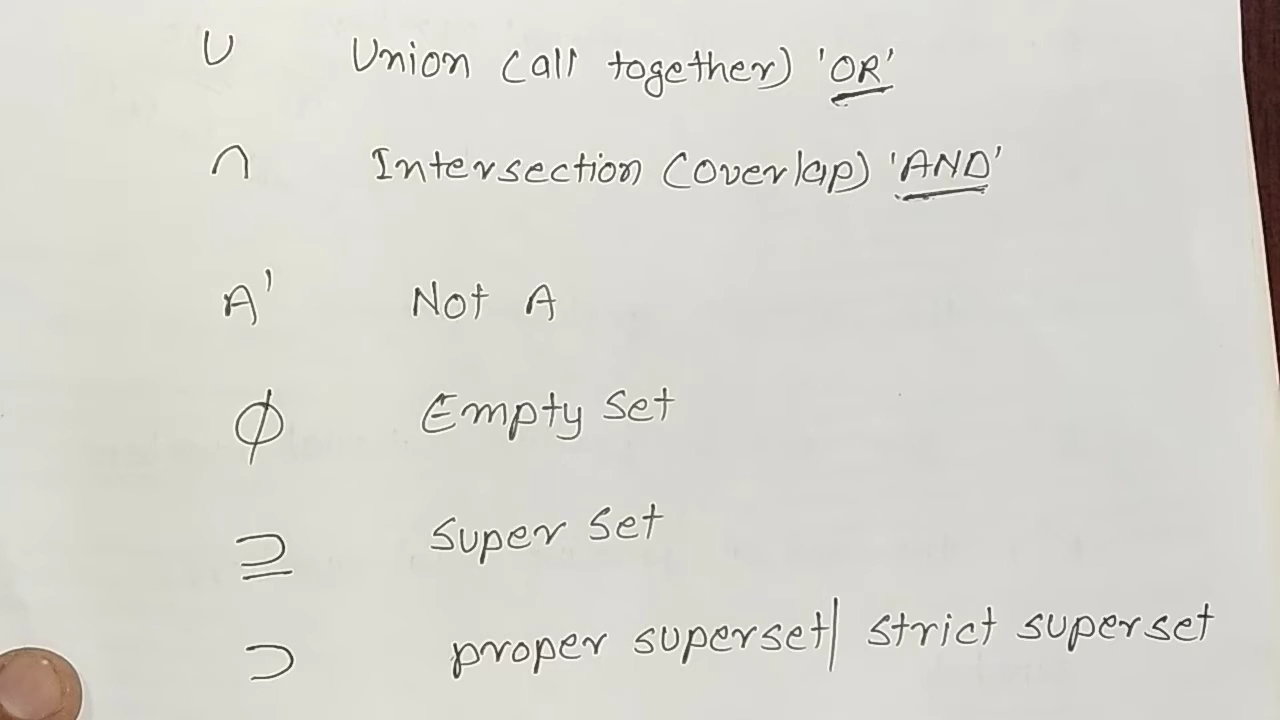 ∪ Union (all together) 'OR'
∩ Intersection (overlap) 'AND'
A' Not A
ϕ Empty Set
⊇ Super Set
⊃ proper superset| strict superset